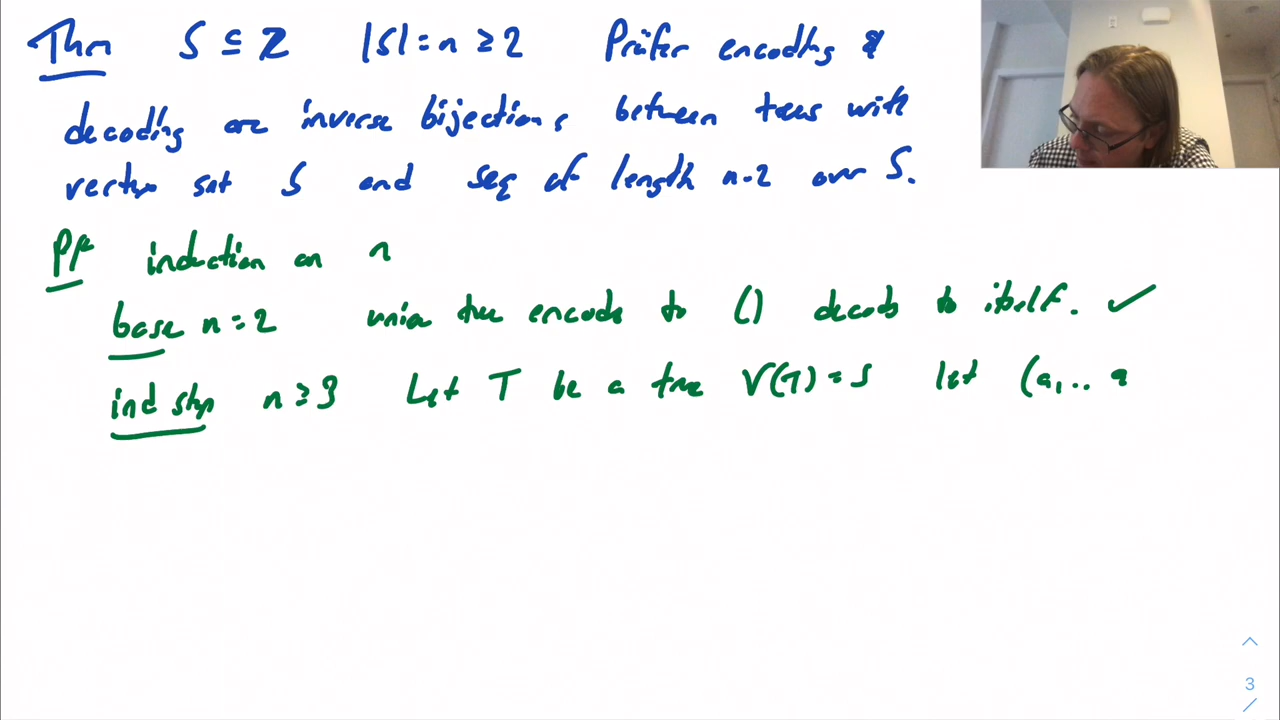 Thm S ⊆ ℤ |S| = n ≥ 2 Prüfer encoding &
decoding are inverse bijections between trees with
vertex set S and seq of length n-2 over S.
Pf induction on n
base n = 2 unique tree encodes to () decodes to itself. ✓
ind step n ≥ 3 Let T be a tree V(T) = S let (a₁ .. a
3